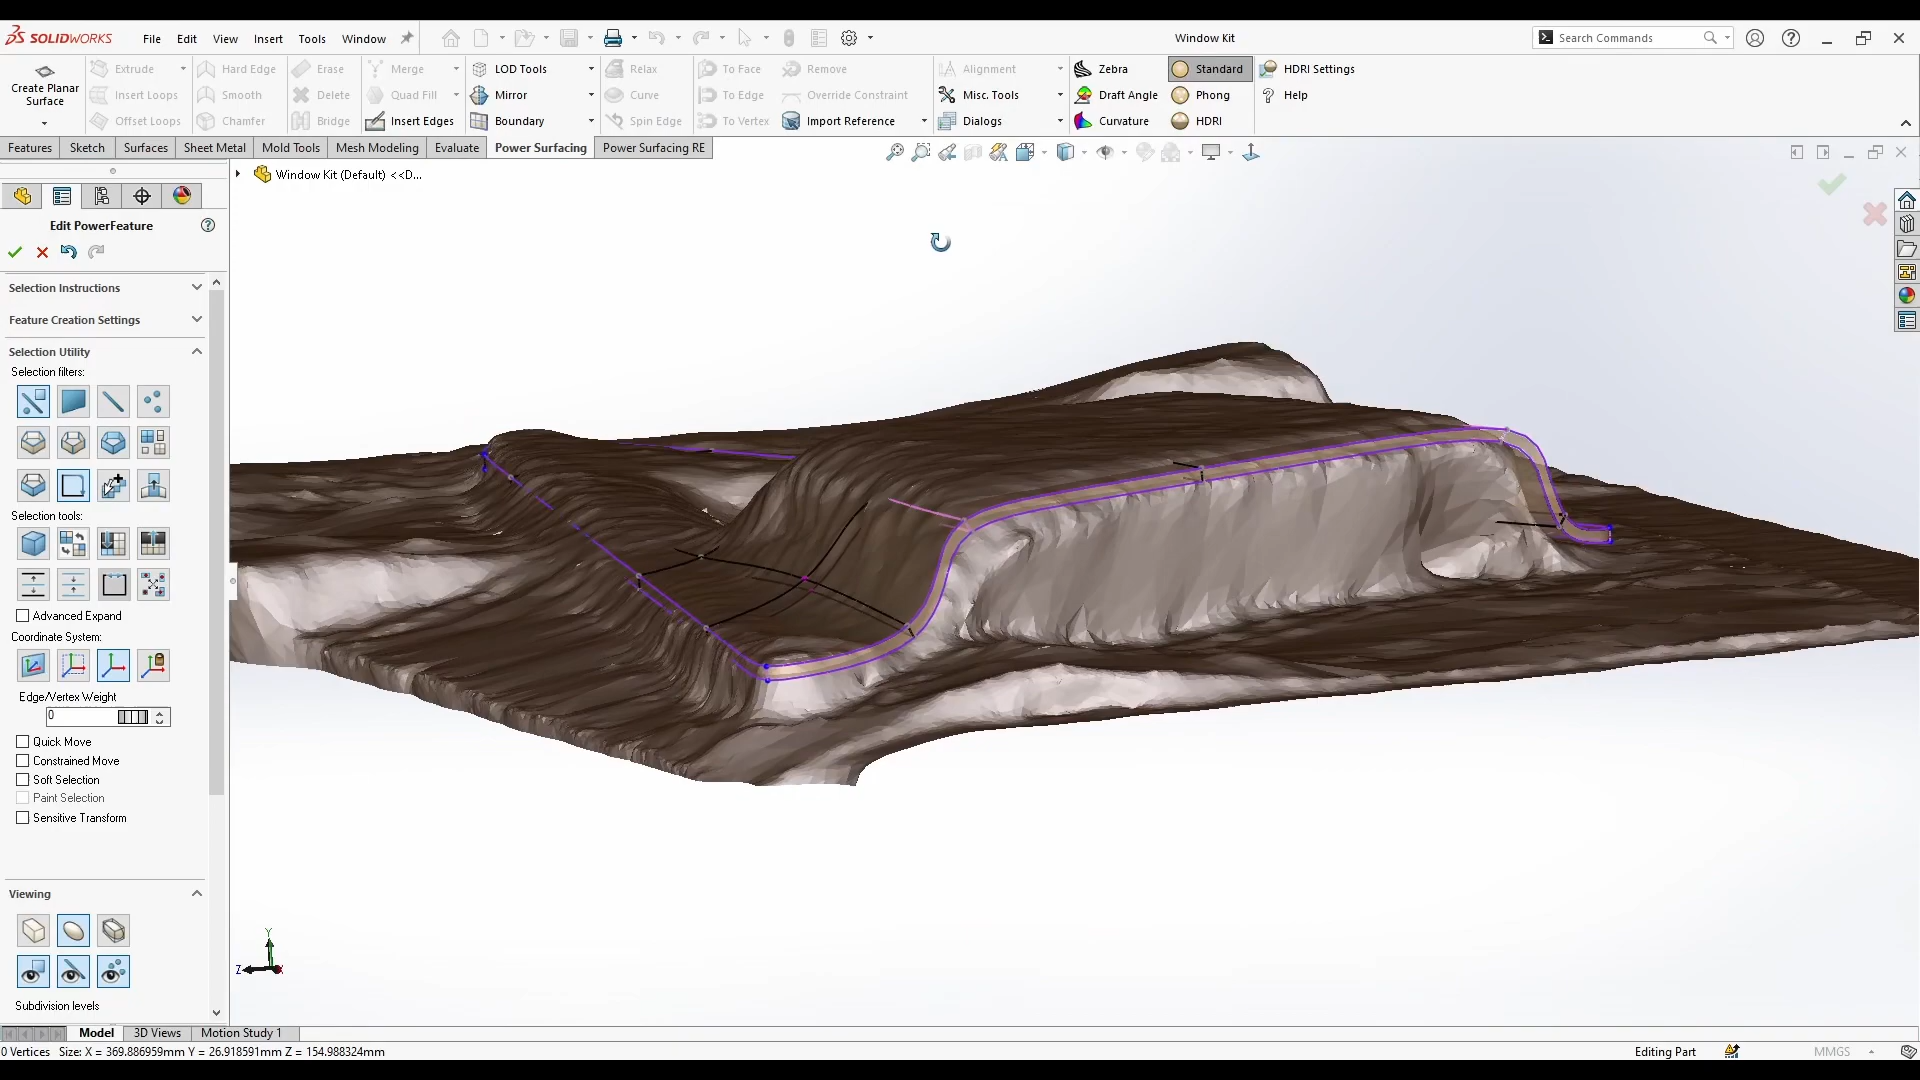 SOLIDWORKS
File Edit View Insert Tools Window
Window Kit
Search Commands
Create Planar Surface
Extrude
Insert Loops
Offset Loops
Hard Edge
Smooth
Chamfer
Erase
Delete
Bridge
Merge
Quad Fill
Insert Edges
LOD Tools
Mirror
Boundary
Relax
Curve
Spin Edge
To Face
To Edge
To Vertex
Remove
Override Constraint
Import Reference
Alignment
Misc. Tools
Dialogs
Zebra
Draft Angle
Curvature
Standard
Phong
HDRI
HDRI Settings
Help
Features Sketch Surfaces Sheet Metal Mold Tools Mesh Modeling Evaluate Power Surfacing Power Surfacing RE
Window Kit (Default) <<D...
Edit PowerFeature
Selection Instructions
Feature Creation Settings
Selection Utility
Selection filters:
Selection tools:
Advanced Expand
Coordinate System:
Edge/Vertex Weight
0
Quick Move
Constrained Move
Soft Selection
Paint Selection
Sensitive Transform
Viewing
Subdivision levels
Y
Z
Model 3D Views Motion Study 1
0 Vertices Size: X = 369.886959mm Y = 26.918591mm Z = 154.988324mm
Editing Part
MMGS